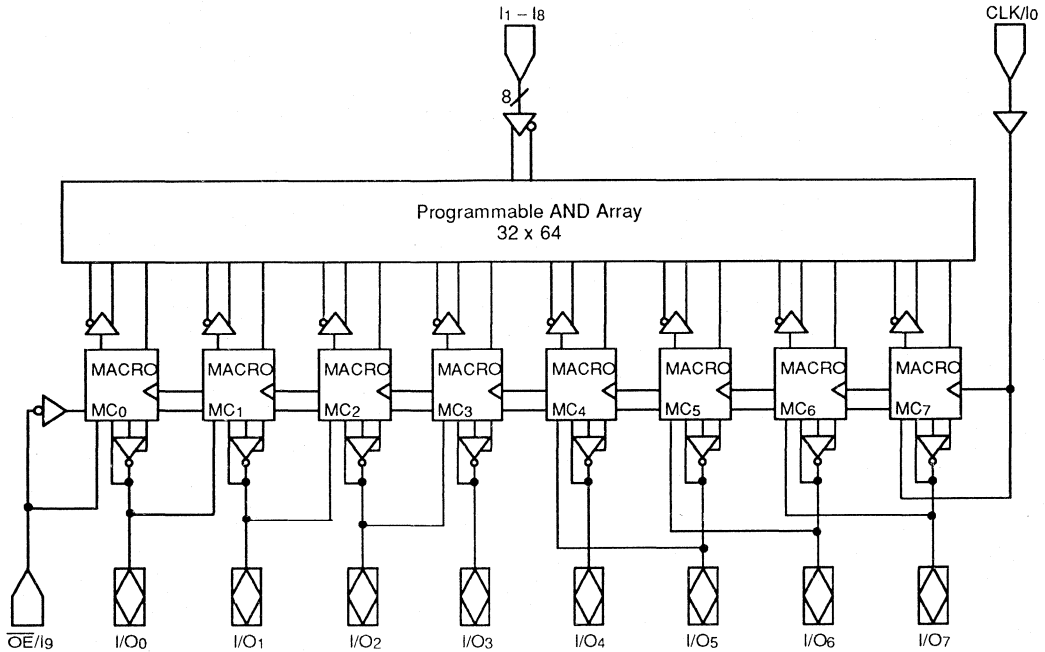 I1 – I8
CLK/I0
8
Programmable AND Array
32 x 64
MACRO
MC0
MACRO
MC1
MACRO
MC2
MACRO
MC3
MACRO
MC4
MACRO
MC5
MACRO
MC6
MACRO
MC7
OE/I9
I/O0
I/O1
I/O2
I/O3
I/O4
I/O5
I/O6
I/O7